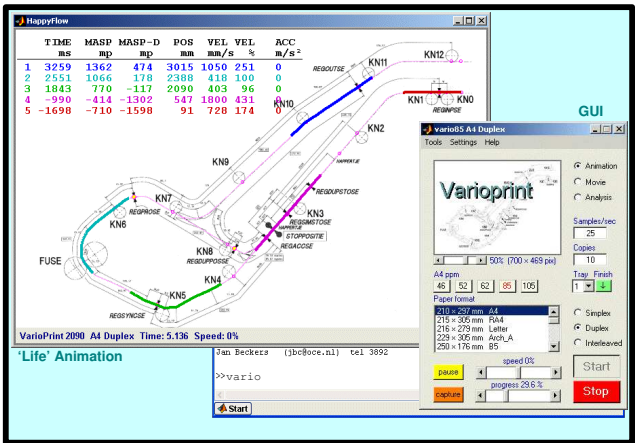 HappyFlow
TIME MASP MASP-D POS VEL VEL ACC
ms mp mp mm mm/s % m/s²
1 3259 1362 474 3015 1050 251 0
2 2551 1066 178 2388 418 100 0
3 1843 770 -117 2090 403 96 0
4 -990 -414 -1302 547 1800 431 0
5 -1698 -710 -1598 91 728 174 0
KN12
KN11
REGOUTSE
KN1 KN0
REGINPSE
KN10
KN2
HAPPERTJE
KN9
REGDUPSTOSE
KN7
REGPROSE
KN6
KN3
REGSIMSTOSE
HAPPERTJE
STOPPOSITIE
REGACCSE
KN8
REGDUPPOSSE
FUSE
KN4
KN5
REGSYNCSE
VarioPrint 2090 A4 Duplex Time: 5.136 Speed: 0%
'Life' Animation
Jan Beckers (jbc@oce.nl) tel 3892
>>vario
Start
GUI
vario85 A4 Duplex
Tools Settings Help
Varioprint
Animation
Movie
Analysis
Samples/sec
25
Copies
10
50% (700 × 469 pix)
A4 ppm
46 52 62 85 105
Tray Finish
1
Paper format
210 × 297 mm A4
215 × 305 mm RA4
216 × 279 mm Letter
229 × 305 mm Arch_A
250 × 176 mm B5
Simplex
Duplex
Interleaved
speed 0%
pause
Start
progress 29.6 %
capture
Stop